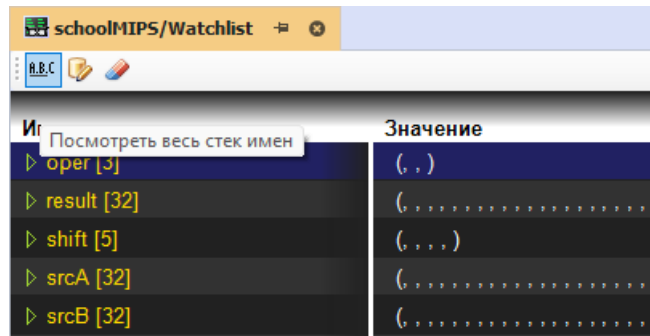 schoolMIPS/Watchlist
A.B.C
Значение
Посмотреть весь стек имен
oper [3]
(, , )
result [32]
(, , , , , , , , , , , , , , , , , , , , ,
shift [5]
(, , , , )
srcA [32]
(, , , , , , , , , , , , , , , , , , , , ,
srcB [32]
(, , , , , , , , , , , , , , , , , , , , ,